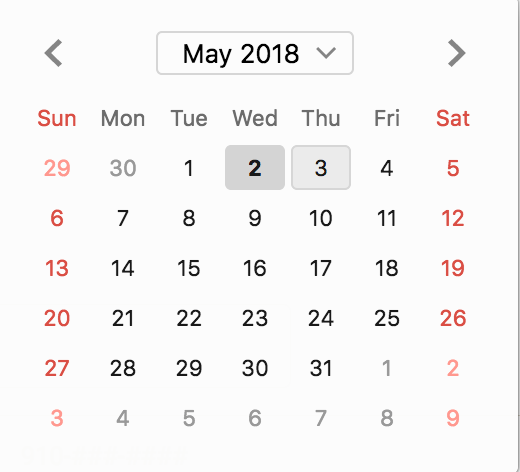 May 2018
Sun Mon Tue Wed Thu Fri Sat
29 30 1 2 3 4 5
6 7 8 9 10 11 12
13 14 15 16 17 18 19
20 21 22 23 24 25 26
27 28 29 30 31 1 2
3 4 5 6 7 8 9